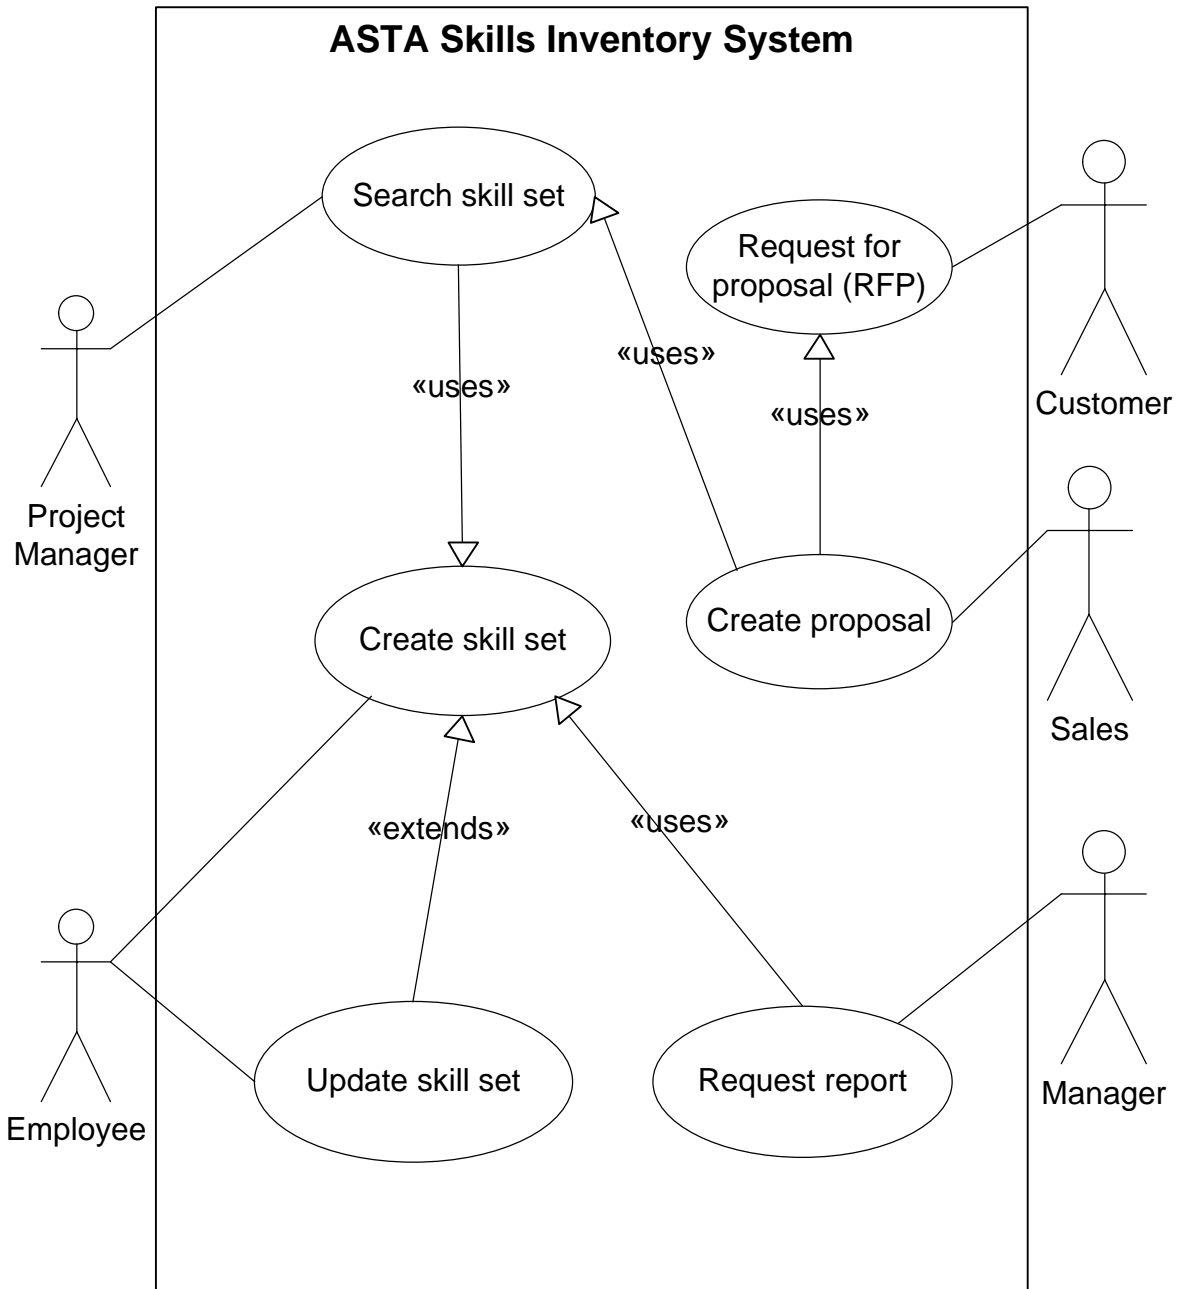 ASTA Skills Inventory System
Search skill set
Request for
proposal (RFP)
«uses»
«uses»
«uses»
Customer
Project
Manager
Create skill set
Create proposal
Sales
«extends»
«uses»
Update skill set
Request report
Manager
Employee